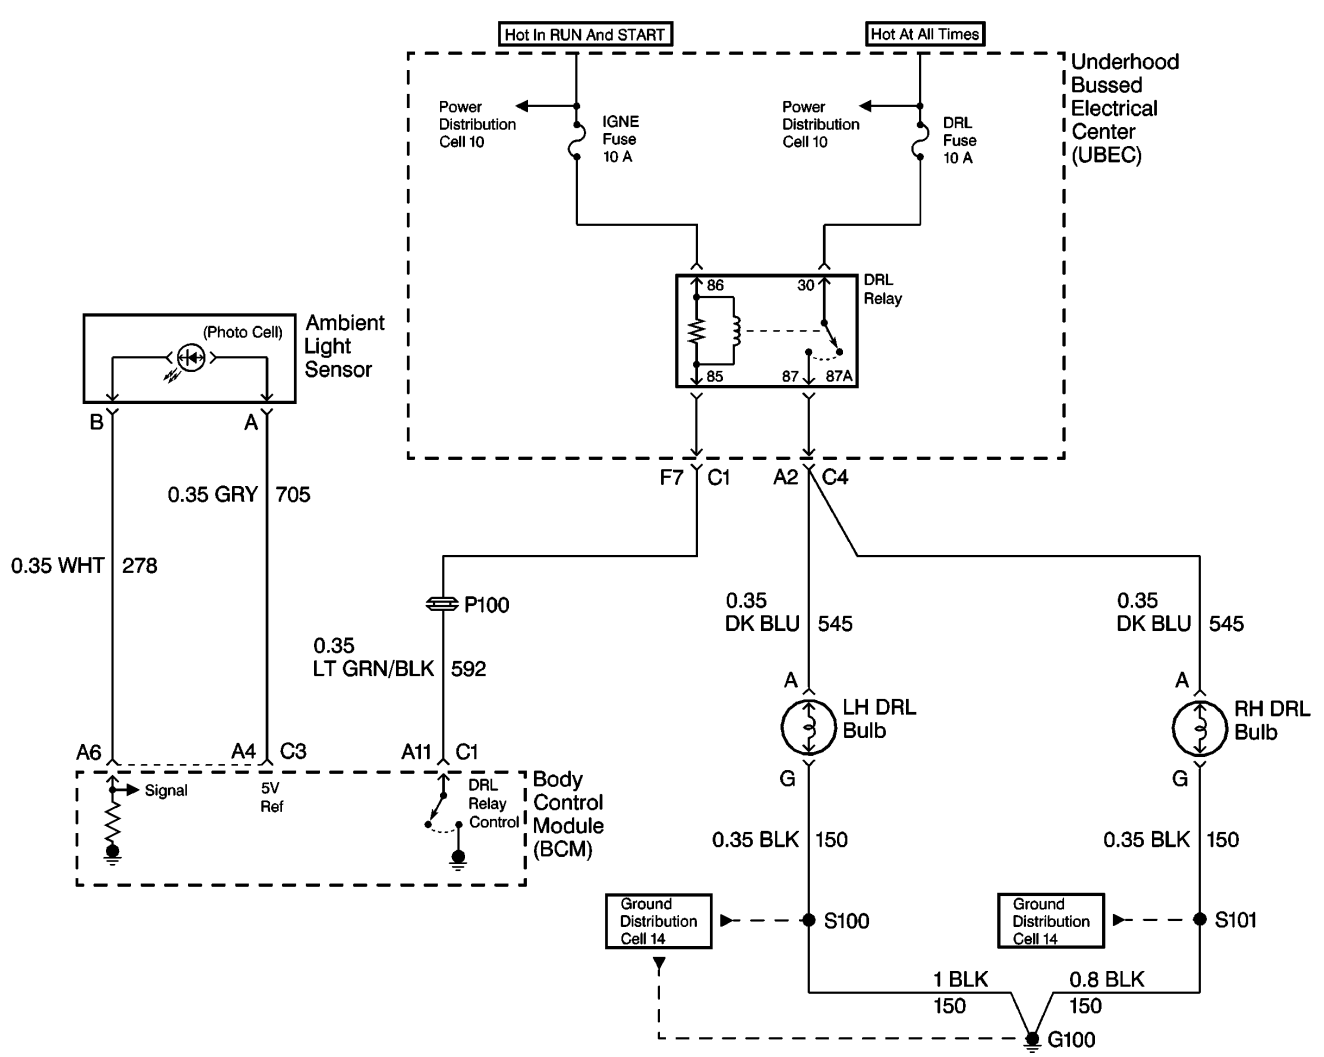 Hot In RUN And START
Hot At All Times
Underhood
Bussed
Electrical
Center
(UBEC)
Power
Distribution
Cell 10
IGNE
Fuse
10 A
Power
Distribution
Cell 10
DRL
Fuse
10 A
86
30
DRL
Relay
85
87
87A
(Photo Cell)
Ambient
Light
Sensor
B
A
F7
C1
A2
C4
0.35 GRY
705
0.35 WHT
278
P100
0.35
LT GRN/BLK
592
0.35
DK BLU
545
0.35
DK BLU
545
A
LH DRL
Bulb
G
A
RH DRL
Bulb
G
A6
A4
C3
A11
C1
Signal
5V
Ref
DRL
Relay
Control
Body
Control
Module
(BCM)
0.35 BLK
150
0.35 BLK
150
Ground
Distribution
Cell 14
S100
Ground
Distribution
Cell 14
S101
1 BLK
150
0.8 BLK
150
G100